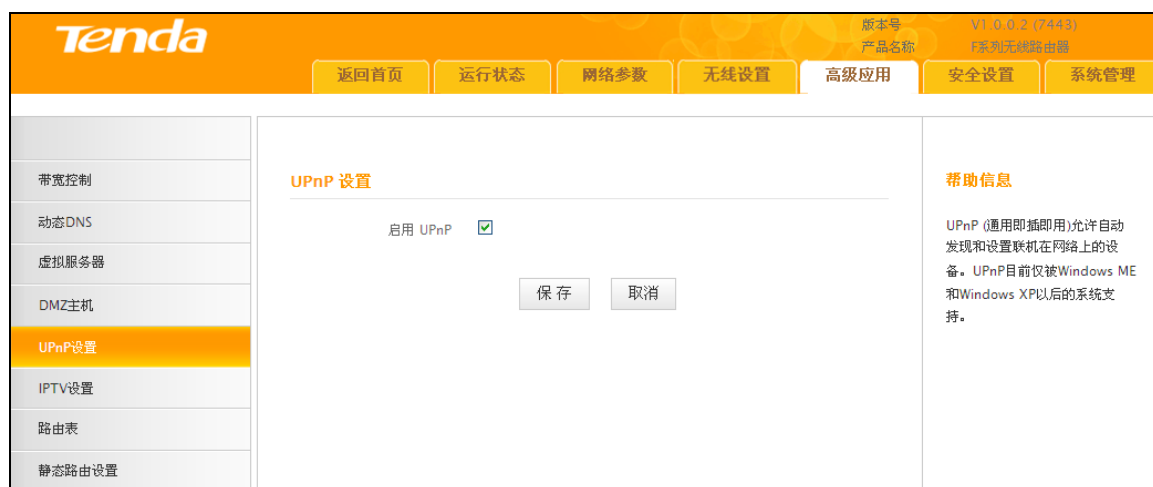 Tenda
版本号 V1.0.0.2 (7443)
产品名称 F系列无线路由器
返回首页 运行状态 网络参数 无线设置 高级应用 安全设置 系统管理
带宽控制
动态DNS
虚拟服务器
DMZ主机
UPnP设置
IPTV设置
路由表
静态路由设置
UPnP 设置
启用 UPnP
保存 取消
帮助信息
UPnP (通用即插即用)允许自动
发现和设置联机在网络上的设
备。UPnP目前仅被Windows ME
和Windows XP以后的系统支
持。